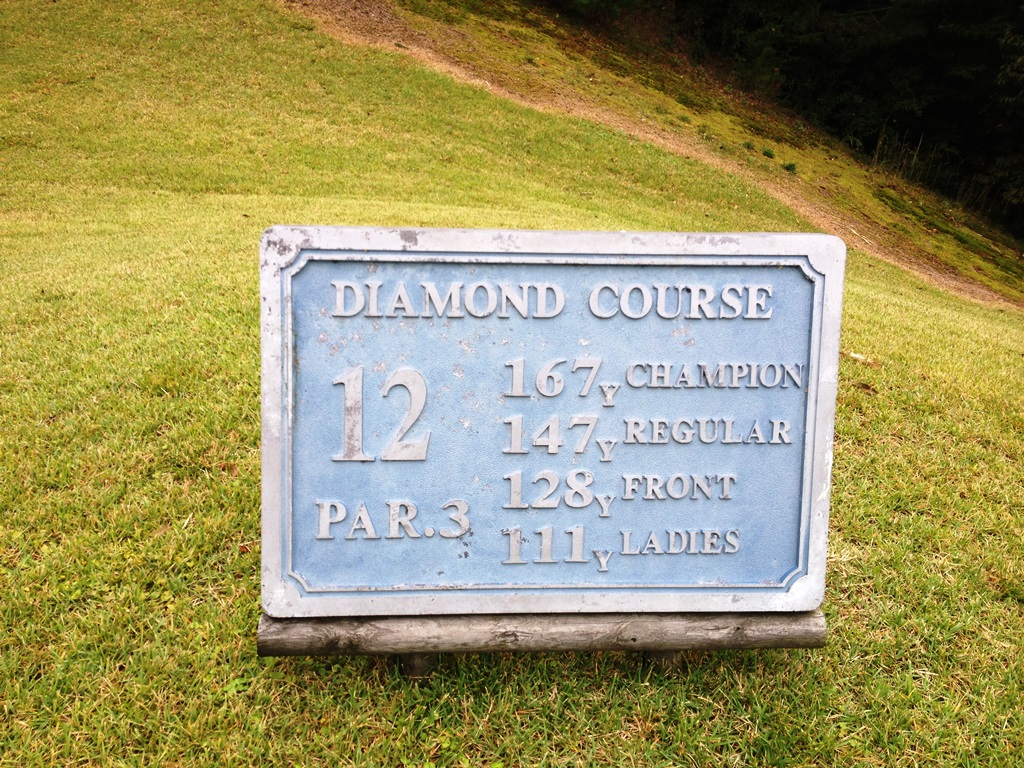 DIAMOND COURSE
12
PAR.3
167Y CHAMPION
147Y REGULAR
128Y FRONT
111Y LADIES